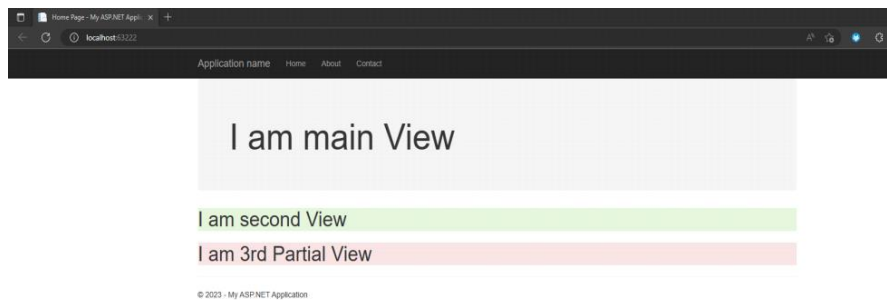 Home Page - My ASP.NET Applic
localhost:63222
Application name Home About Contact
I am main View
I am second View
I am 3rd Partial View
© 2023 - My ASP.NET Application